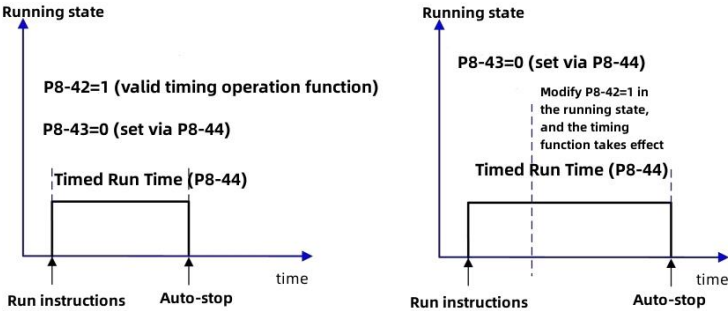 Running state
P8-42=1 (valid timing operation function)
P8-43=0 (set via P8-44)
Timed Run Time (P8-44)
time
Run instructions
Auto-stop
Running state
P8-43=0 (set via P8-44)
Modify P8-42=1 in
the running state,
and the timing
function takes effect
Timed Run Time (P8-44)
time
Run instructions
Auto-stop